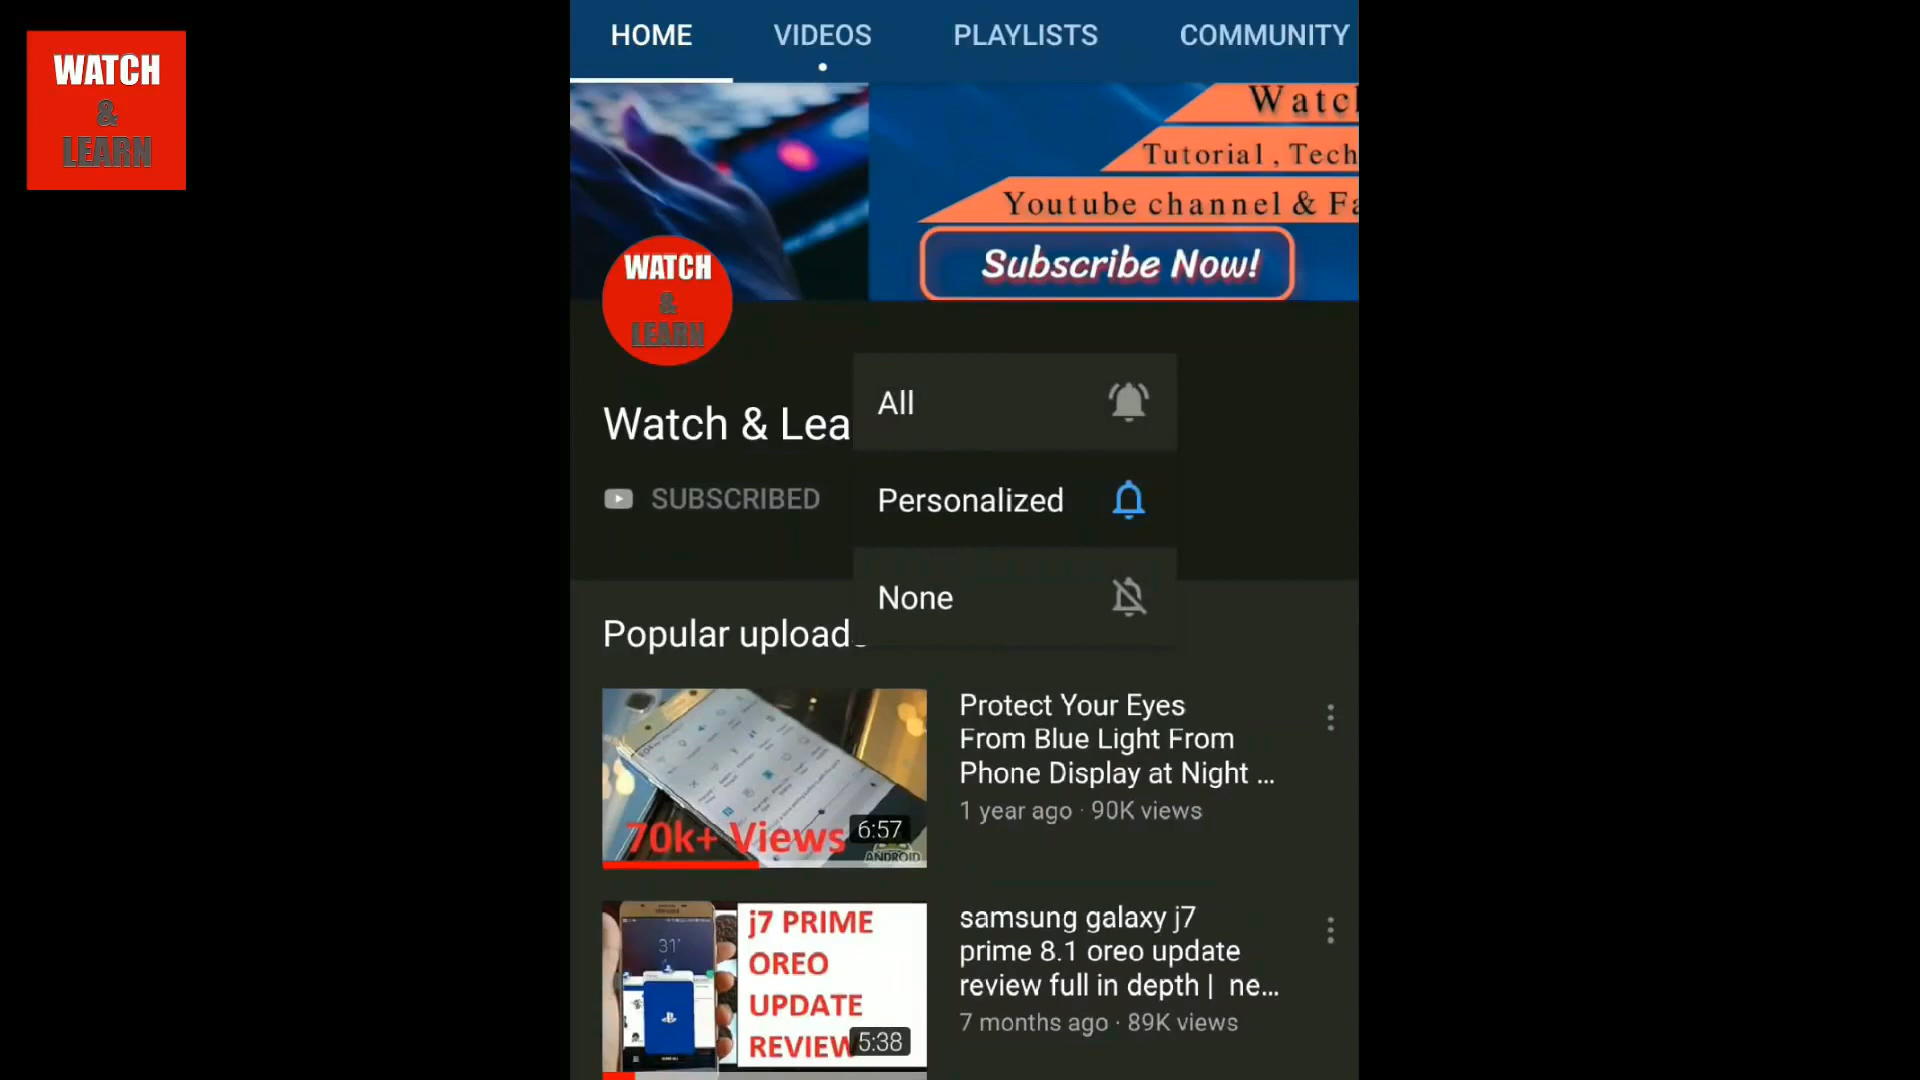 WATCH
&
LEARN
HOME
VIDEOS
PLAYLISTS
COMMUNITY
Watc
Tutorial , Tech
Youtube channel & Fa
Subscribe Now!
WATCH
&
LEARN
Watch & Lea
SUBSCRIBED
All
Personalized
None
Popular upload
70k+ Views
6:57
ANDROID
Protect Your Eyes
From Blue Light From
Phone Display at Night ...
1 year ago · 90K views
31°
j7 PRIME
OREO
UPDATE
REVIEW
5:38
samsung galaxy j7
prime 8.1 oreo update
review full in depth | ne...
7 months ago · 89K views